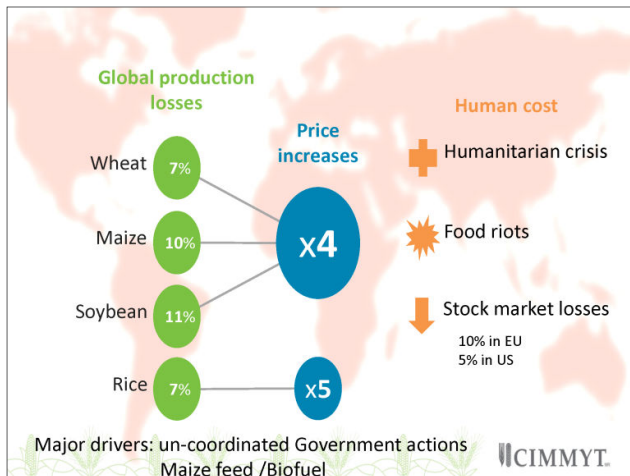 Global production
losses
Wheat 7%
Maize 10%
Soybean 11%
Rice 7%
Price
increases
x4
x5
Human cost
Humanitarian crisis
Food riots
Stock market losses
10% in EU
5% in US
Major drivers: un-coordinated Government actions
Maize feed /Biofuel
CIMMYT